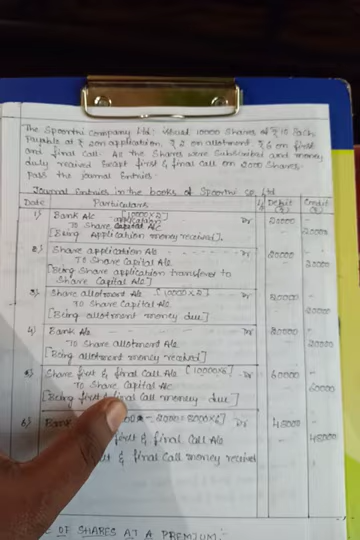 The Spoorthi Company Ltd: issued 10000 Shares of ₹ 10 Each
Payable at ₹ 2 on application, ₹ 2 on allotment, ₹ 6 on first
and final Call. All the Shares were Subscribed and money
duly received Except first & final call on 2000 Shares.
pass the Journal Entries.
Journal Entries in the books of Spoorthi Co, Ltd
Date Particulars L.F Debit (₹) Credit (₹)
1) Bank A/c [10000×2] Dr 20000 -
To Share application - 20000
[Being Application money received].
2) Share application A/c Dr 20000 -
To Share Capital A/c - 20000
[Being Share application transfer to
Share Capital A/c]
3) Share allotment A/c [10000×2] Dr 20000 -
To Share Capital A/c - 20000
[Being allotment money due]
4) Bank A/c Dr 20000 -
To Share allotment A/c - 20000
[Being allotment money received]
5) Share first & final Call A/c [10000×6] Dr 60000 -
To Share Capital A/c - 60000
[Being first & final Call money due]
6) Bank - 2000 = 8000×6] Dr 48000 -
first & final Call A/c - 48000
& final Call money received
OF SHARES AT A PREMIUM:-